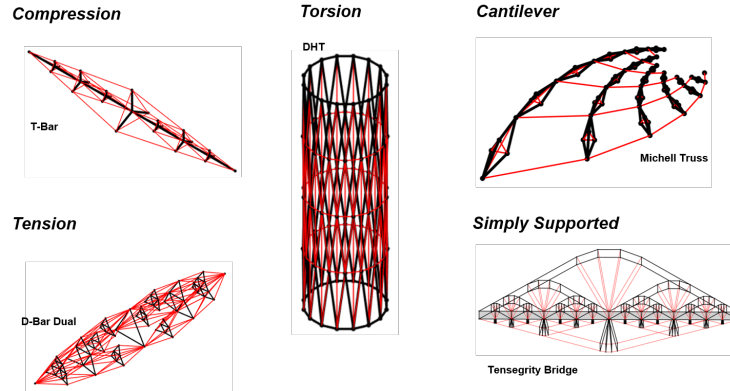 Compression
Torsion
Cantilever
DHT
T-Bar
Michell Truss
Tension
Simply Supported
D-Bar Dual
Tensegrity Bridge